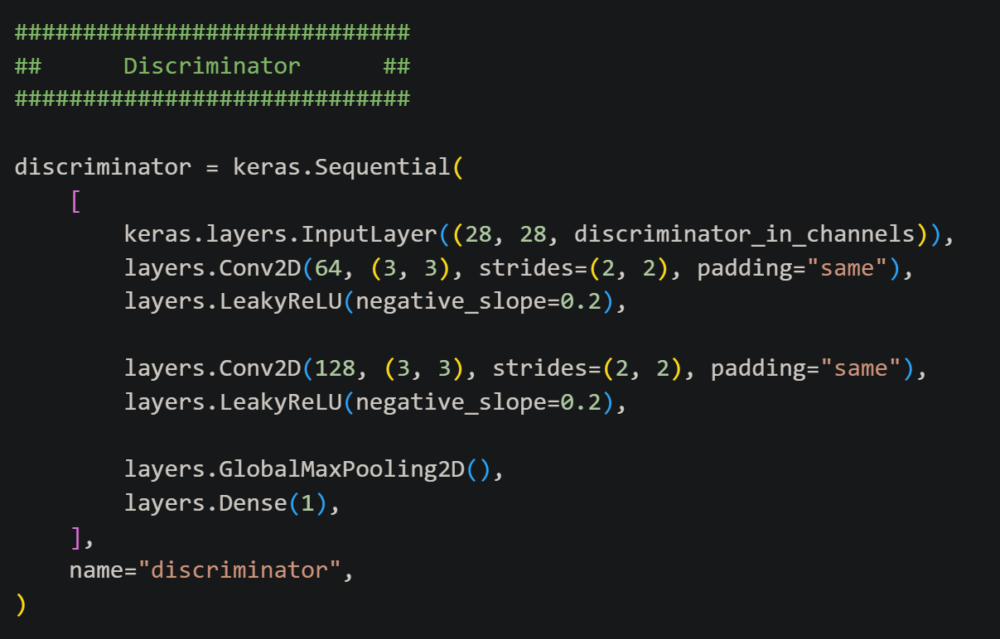 #############################
##      Discriminator      ##
#############################
discriminator = keras.Sequential(
    [
        keras.layers.InputLayer((28, 28, discriminator_in_channels)),
        layers.Conv2D(64, (3, 3), strides=(2, 2), padding="same"),
        layers.LeakyReLU(negative_slope=0.2),
        layers.Conv2D(128, (3, 3), strides=(2, 2), padding="same"),
        layers.LeakyReLU(negative_slope=0.2),
        layers.GlobalMaxPooling2D(),
        layers.Dense(1),
    ],
    name="discriminator",
)